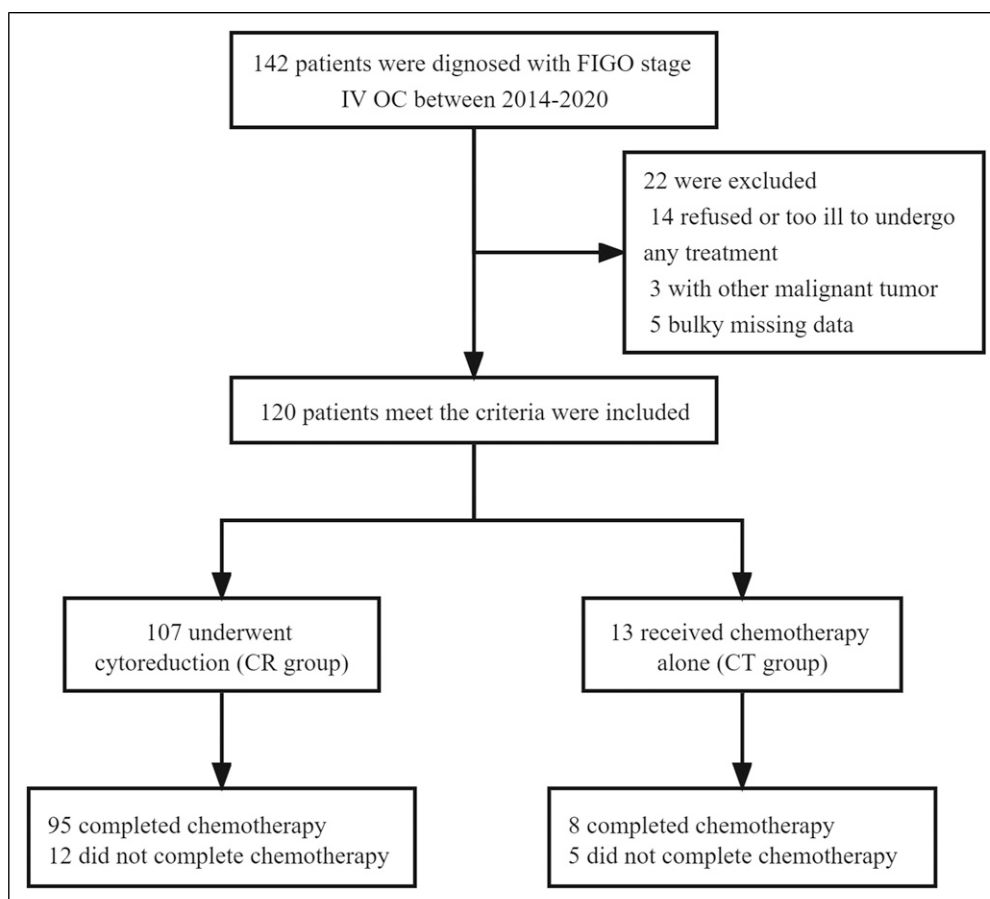 142 patients were dignosed with FIGO stage
IV OC between 2014-2020
22 were excluded
14 refused or too ill to undergo
any treatment
3 with other malignant tumor
5 bulky missing data
120 patients meet the criteria were included
107 underwent
cytoreduction (CR group)
13 received chemotherapy
alone (CT group)
95 completed chemotherapy
12 did not complete chemotherapy
8 completed chemotherapy
5 did not complete chemotherapy